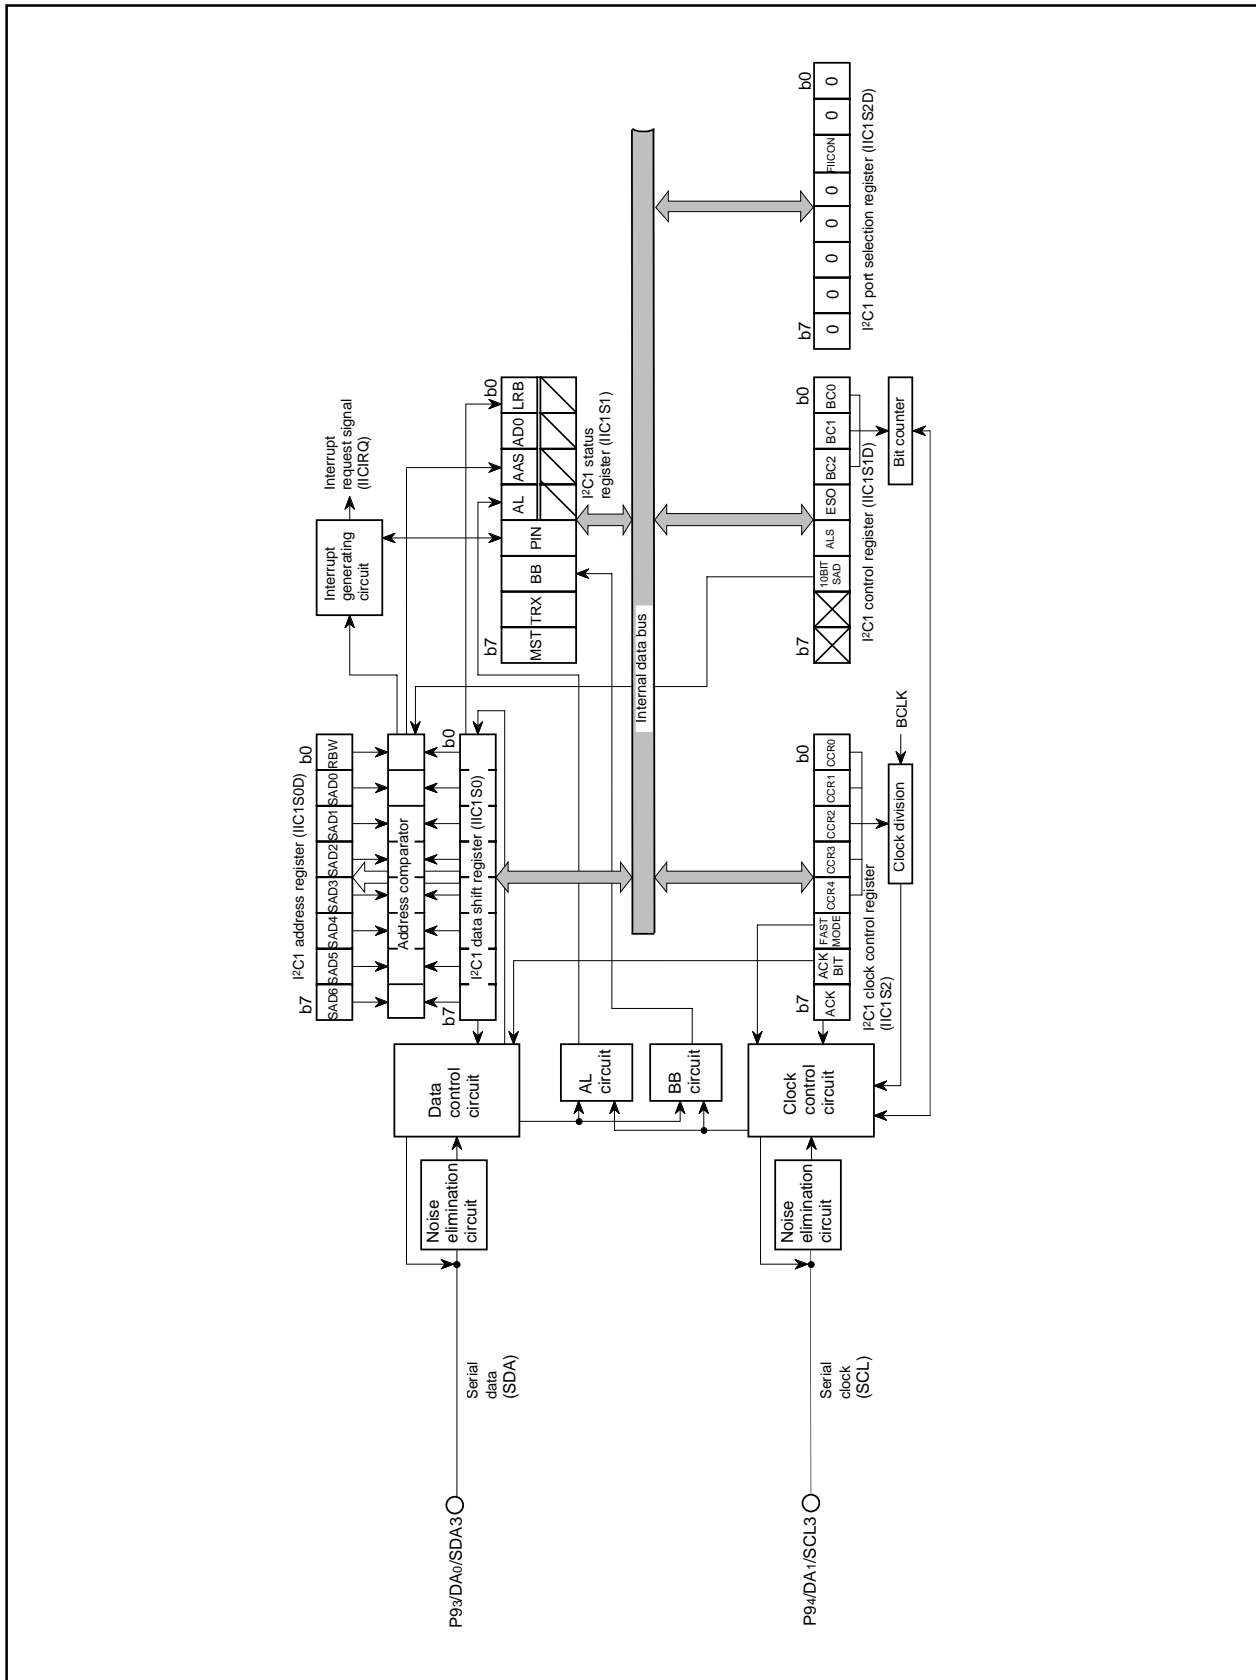 P93/DA0/SDA3
Serial
data
(SDA)
Noise
elimination
circuit
Data
control
circuit
I²C1 address register (IIC1S0D)
b7
b0
SAD6
SAD5
SAD4
SAD3
SAD2
SAD1
SAD0
RBW
Address comparator
b7
b0
I²C1 data shift register (IIC1S0)
Interrupt
generating
circuit
Interrupt
request signal
(IICIRQ)
b7
b0
MST
TRX
BB
PIN
AL
AAS
AD0
LRB
I²C1 status
register (IIC1S1)
AL
circuit
BB
circuit
Internal data bus
P94/DA1/SCL3
Serial
clock
(SCL)
Noise
elimination
circuit
Clock
control
circuit
b7
b0
ACK
ACK
BIT
FAST
MODE
CCR4
CCR3
CCR2
CCR1
CCR0
I²C1 clock control register
(IIC1S2)
Clock division
BCLK
b7
b0
10BIT
SAD
ALS
ESO
BC2
BC1
BC0
I²C1 control register (IIC1S1D)
Bit counter
b7
b0
0
0
0
0
0
FIICON
0
0
I²C1 port selection register (IIC1S2D)